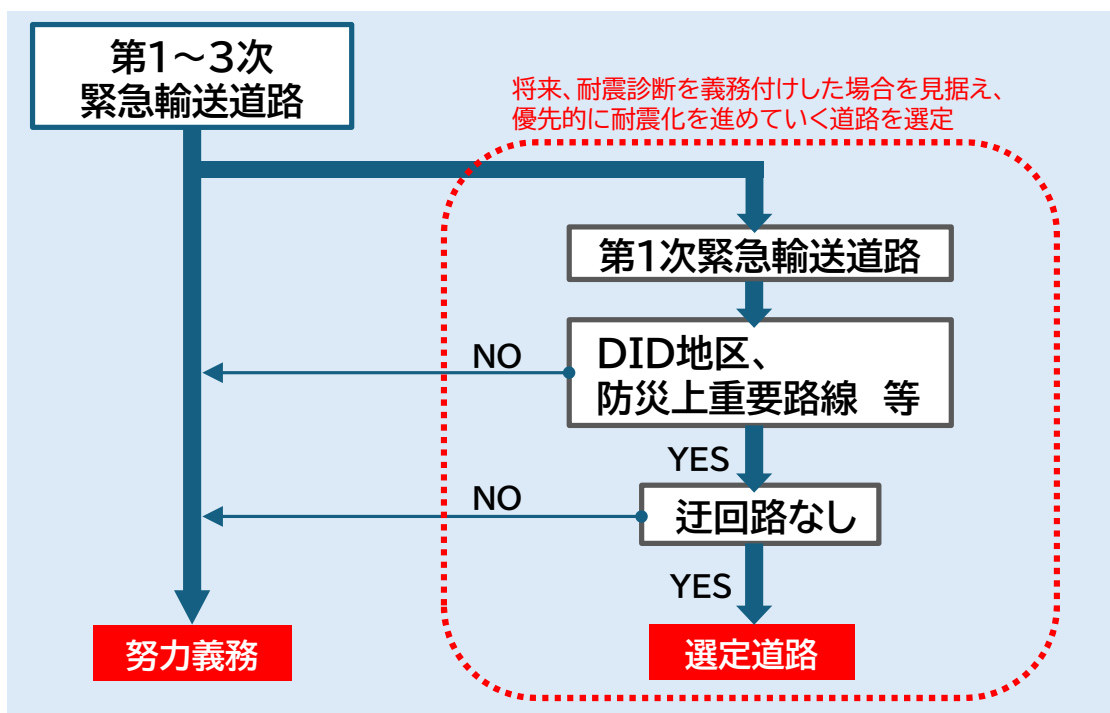 第1～3次
緊急輸送道路
将来、耐震診断を義務付けした場合を見据え、
優先的に耐震化を進めていく道路を選定
第1次緊急輸送道路
DID地区、
防災上重要路線　等
NO
YES
迂回路なし
NO
YES
努力義務
選定道路